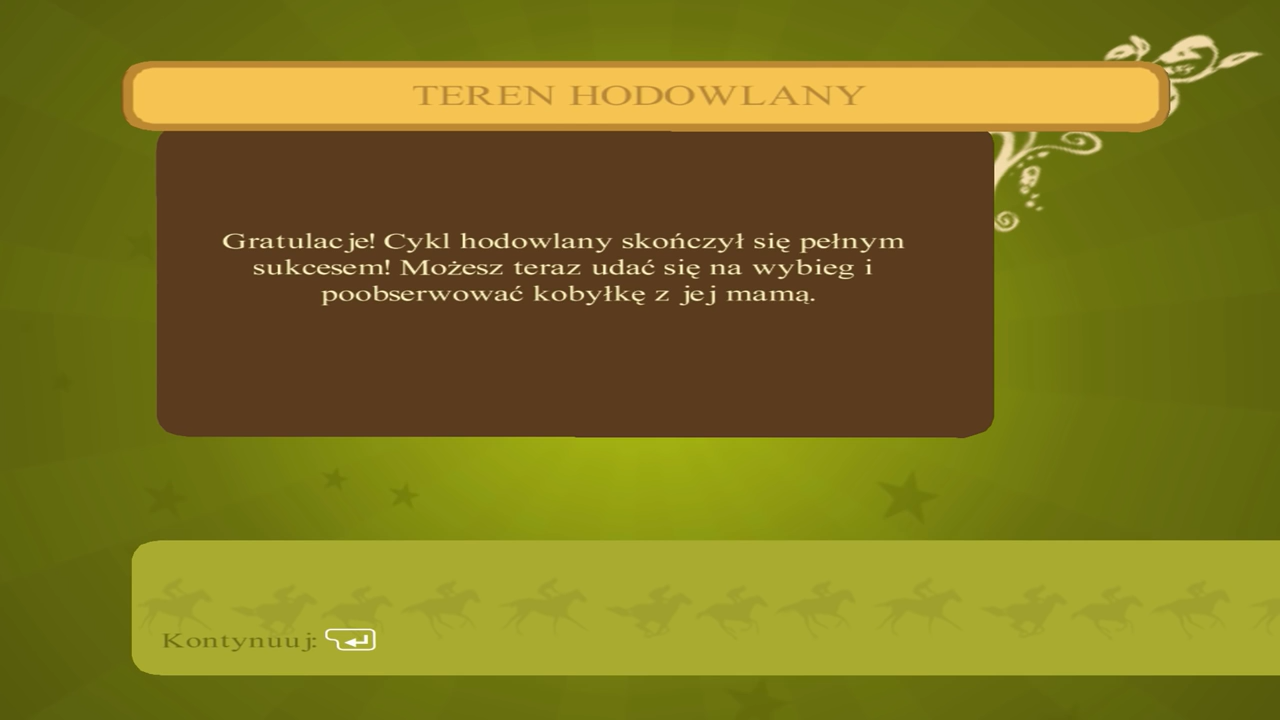 TEREN HODOWLANY
Gratulacje! Cykl hodowlany skończył się pełnym
sukcesem! Możesz teraz udać się na wybieg i
poobserwować kobyłkę z jej mamą.
Kontynuuj: